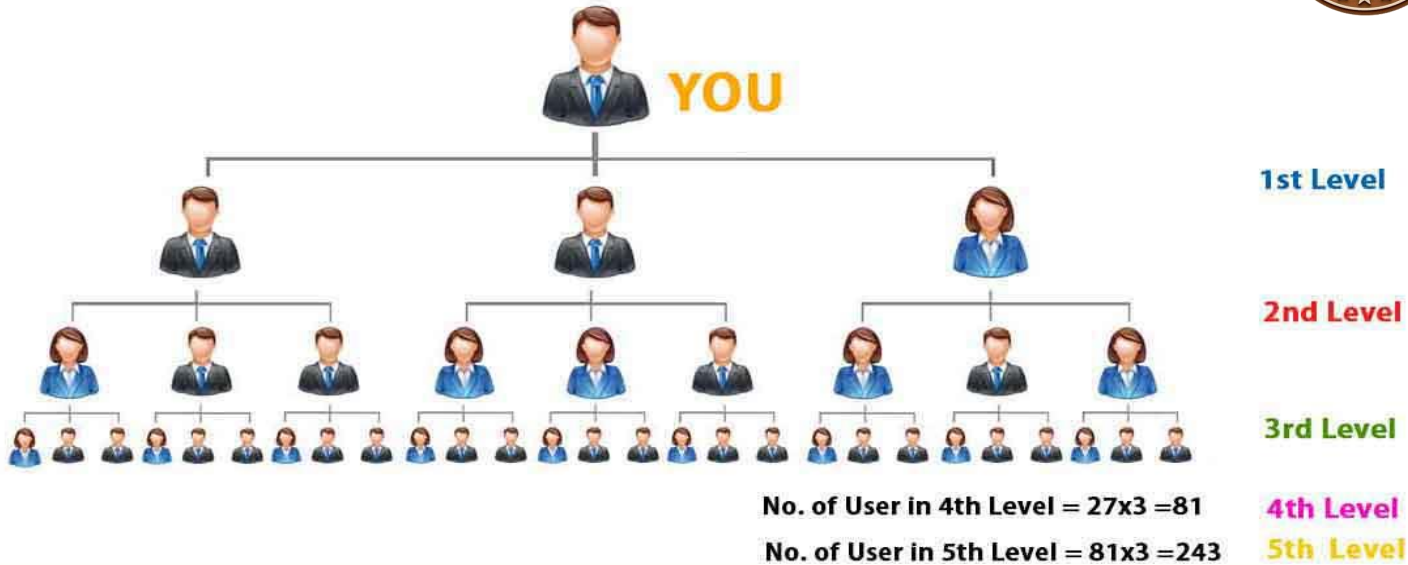 YOU
1st Level
2nd Level
3rd Level
No. of User in 4th Level = 27x3 =81
4th Level
No. of User in 5th Level = 81x3 =243
5th Level